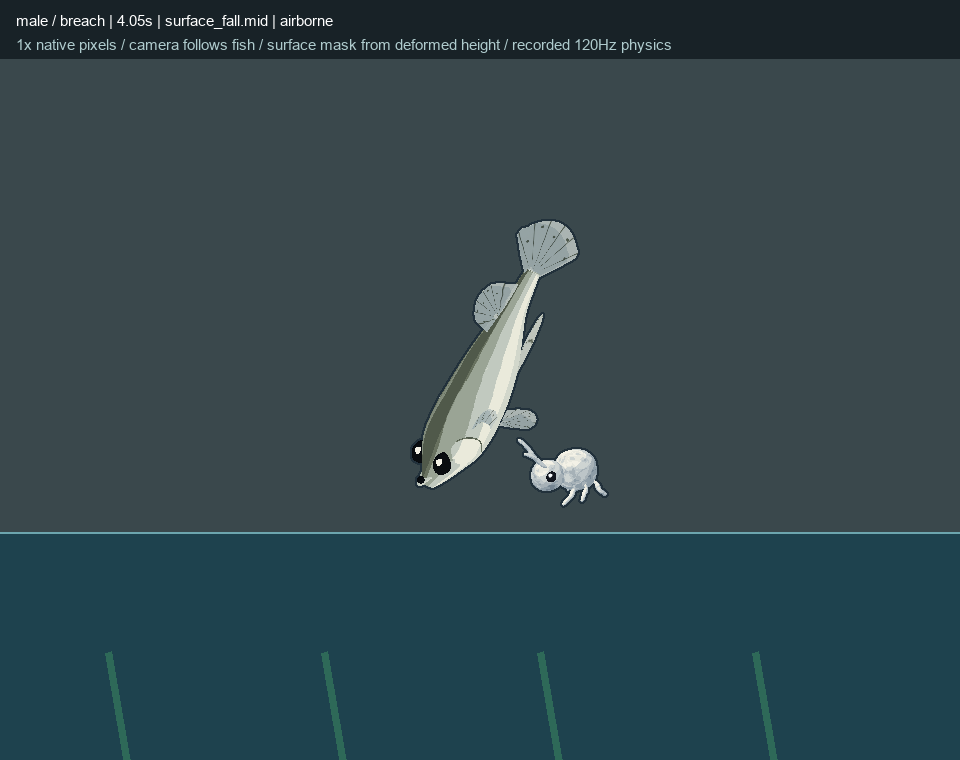 male / breach | 4.05s | surface_fall.mid | airborne
1x native pixels / camera follows fish / surface mask from deformed height / recorded 120Hz physics